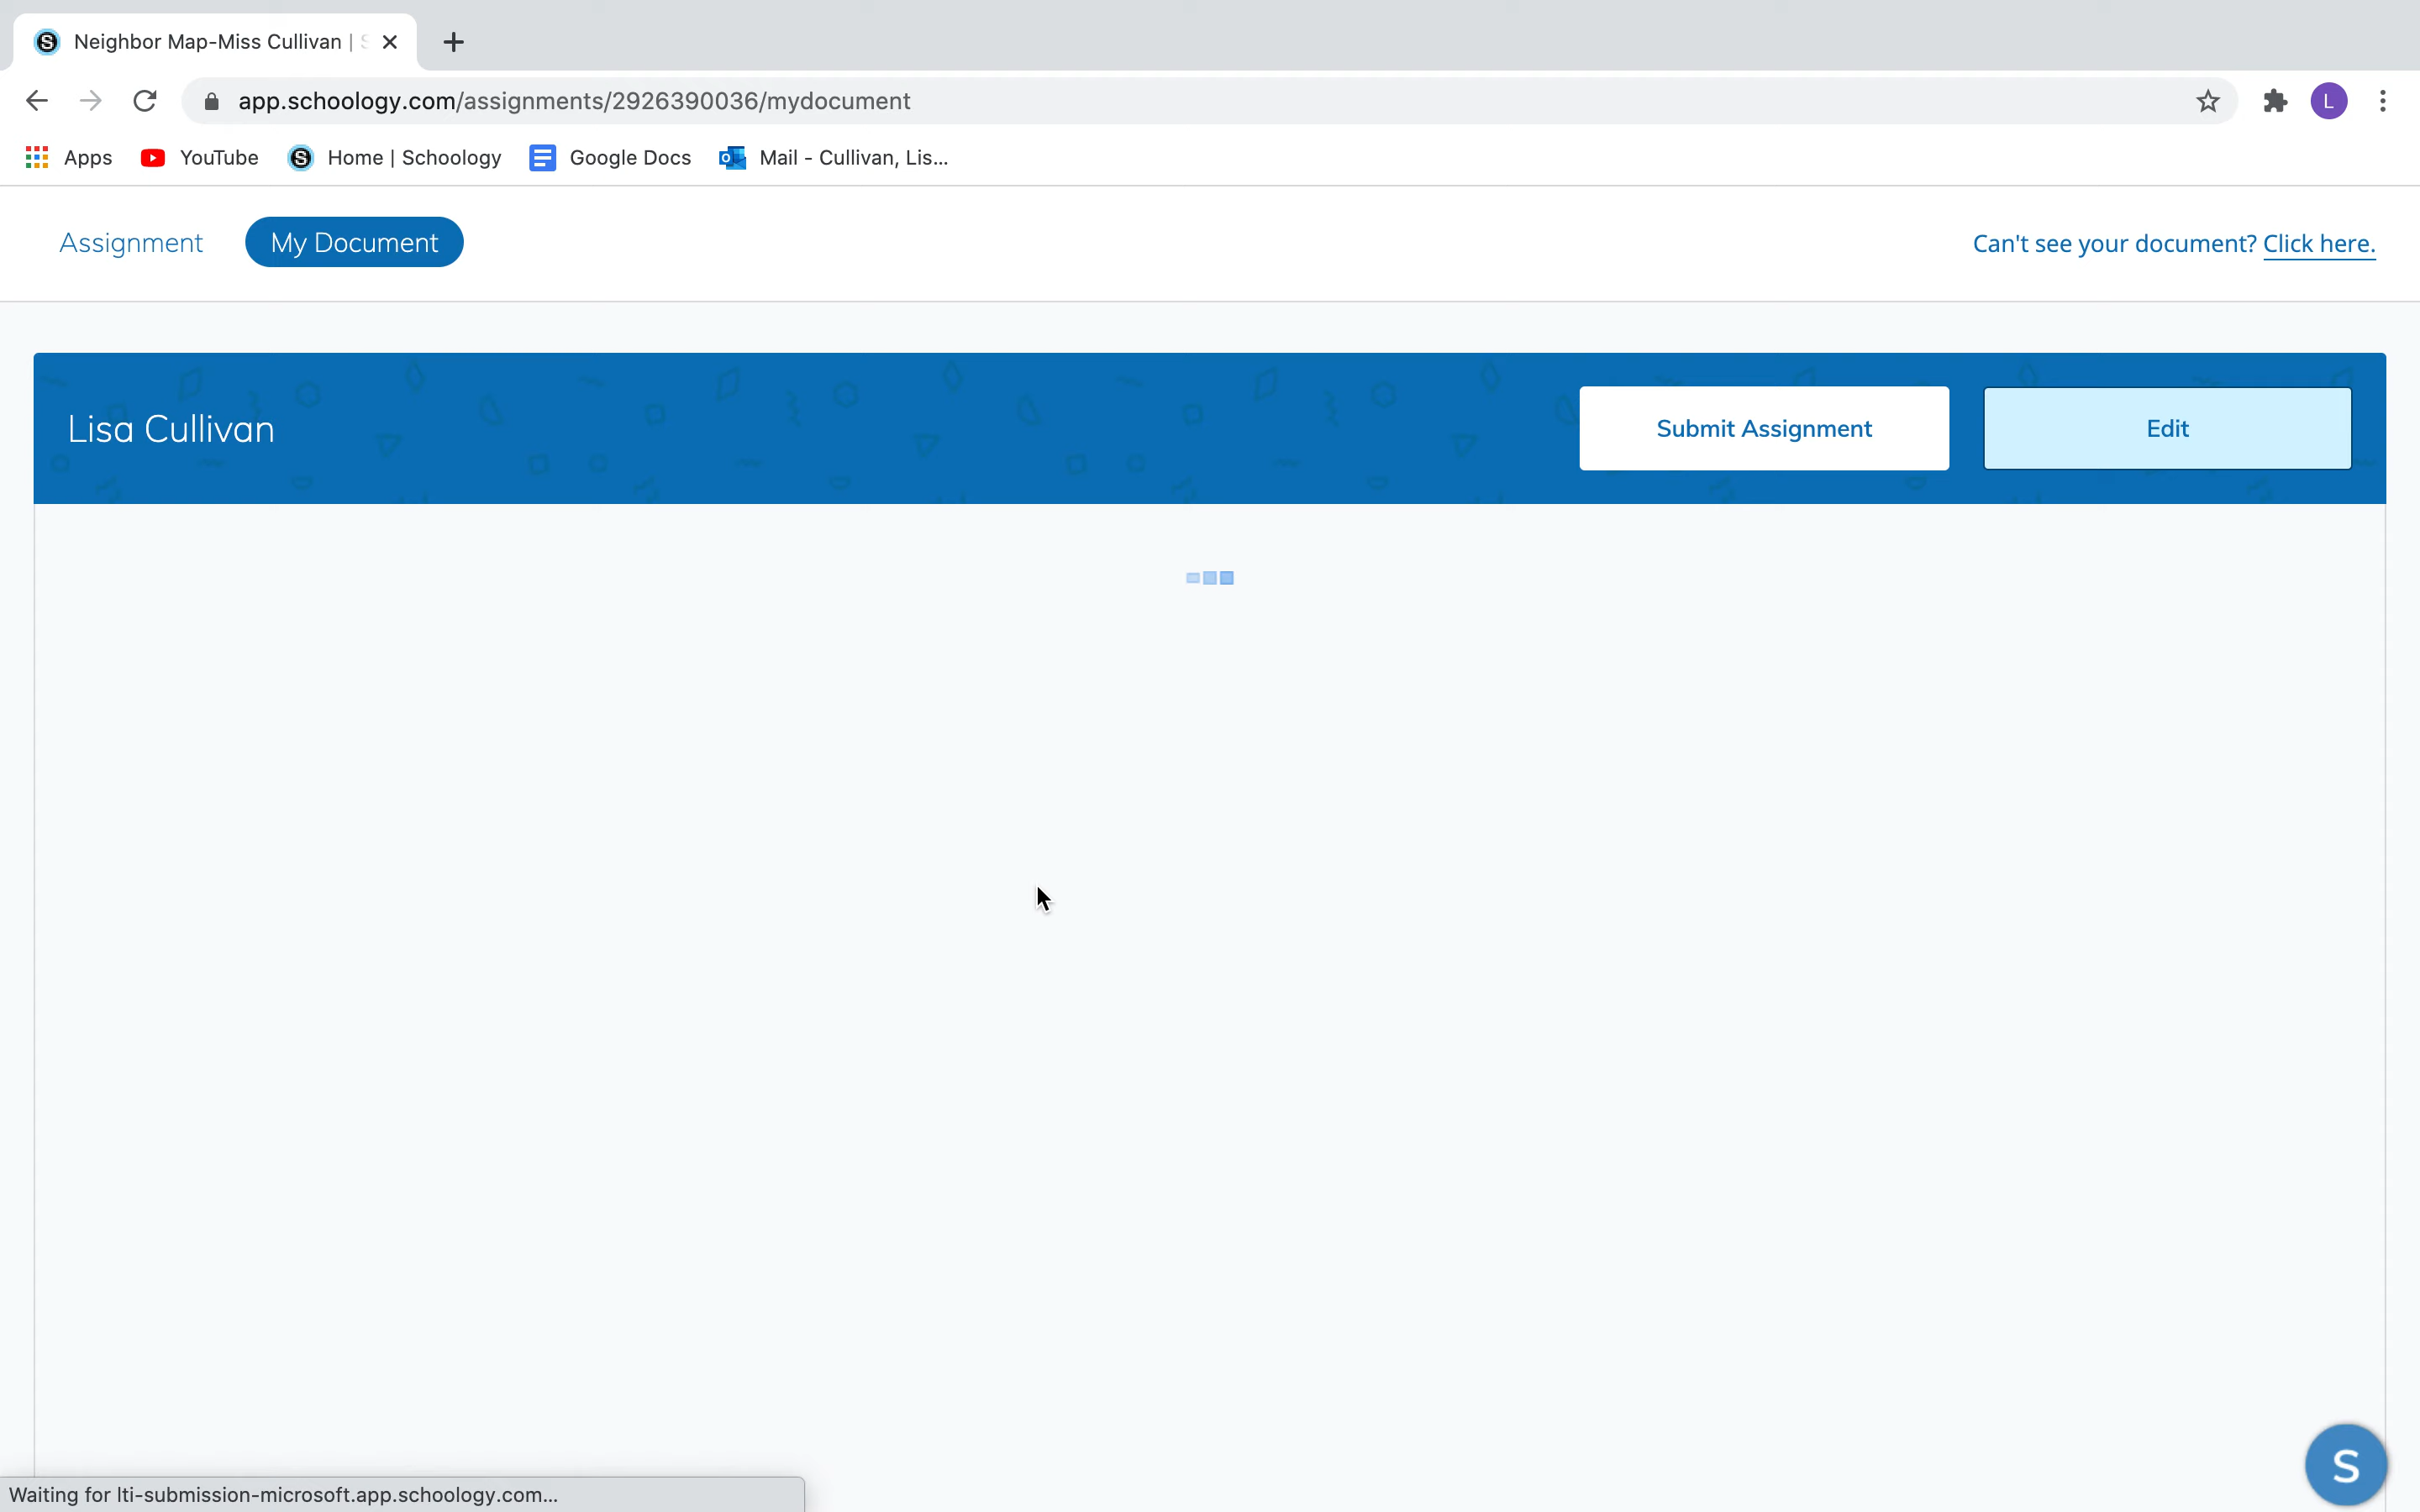 Neighbor Map-Miss Cullivan |
app.schoology.com/assignments/2926390036/mydocument
L
Apps
YouTube
Home | Schoology
Google Docs
Mail - Cullivan, Lis...
Assignment
My Document
Can't see your document? Click here.
Lisa Cullivan
Submit Assignment
Edit
S
Waiting for lti-submission-microsoft.app.schoology.com...